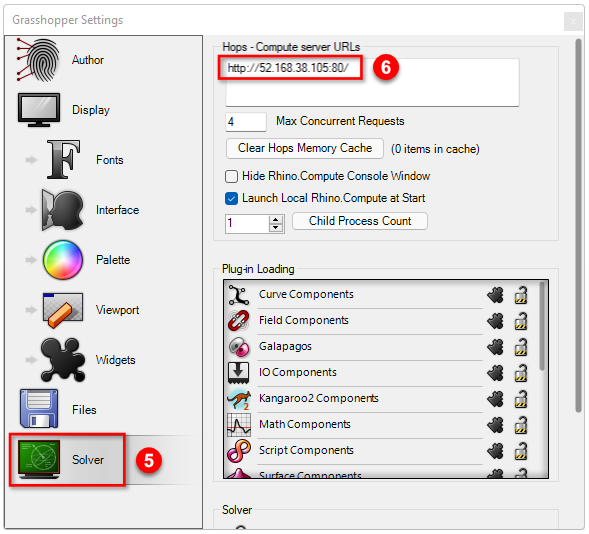 Grasshopper Settings
x
Author
Display
Fonts
Interface
Palette
Viewport
Widgets
Files
Solver
5
Hops - Compute server URLs
http://52.168.38.105:80/
6
4 Max Concurrent Requests
Clear Hops Memory Cache (0 items in cache)
Hide Rhino.Compute Console Window
Launch Local Rhino.Compute at Start
1 Child Process Count
Plug-in Loading
Curve Components
Field Components
Galapagos
IO Components
Kangaroo2 Components
Math Components
Script Components
Surface Components
Solver